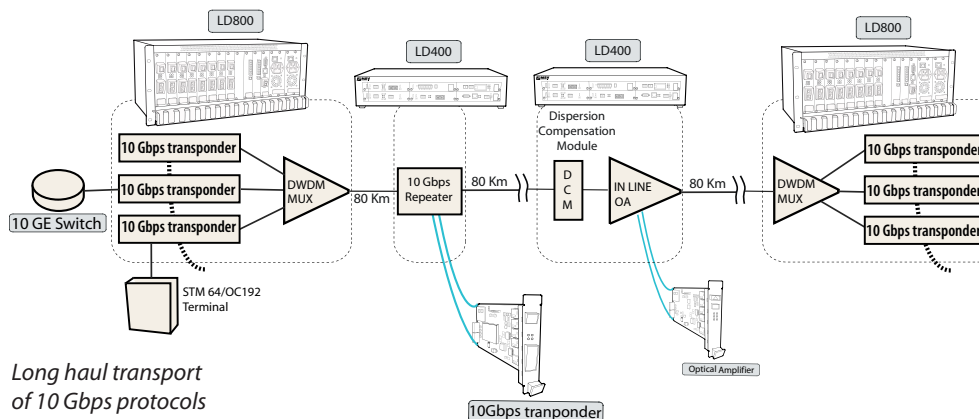 LD800
LD400
LD400
LD800
Dispersion
Compensation
Module
10 Gbps transponder
10 Gbps transponder
10 Gbps transponder
10 GE Switch
DWDM
MUX
80 Km
10 Gbps
Repeater
80 Km
D
C
M
IN LINE
OA
80 Km
DWDM
MUX
10 Gbps transponder
10 Gbps transponder
10 Gbps transponder
STM 64/OC192
Terminal
Optical Amplifier
10Gbps tranponder
Long haul transport
of 10 Gbps protocols